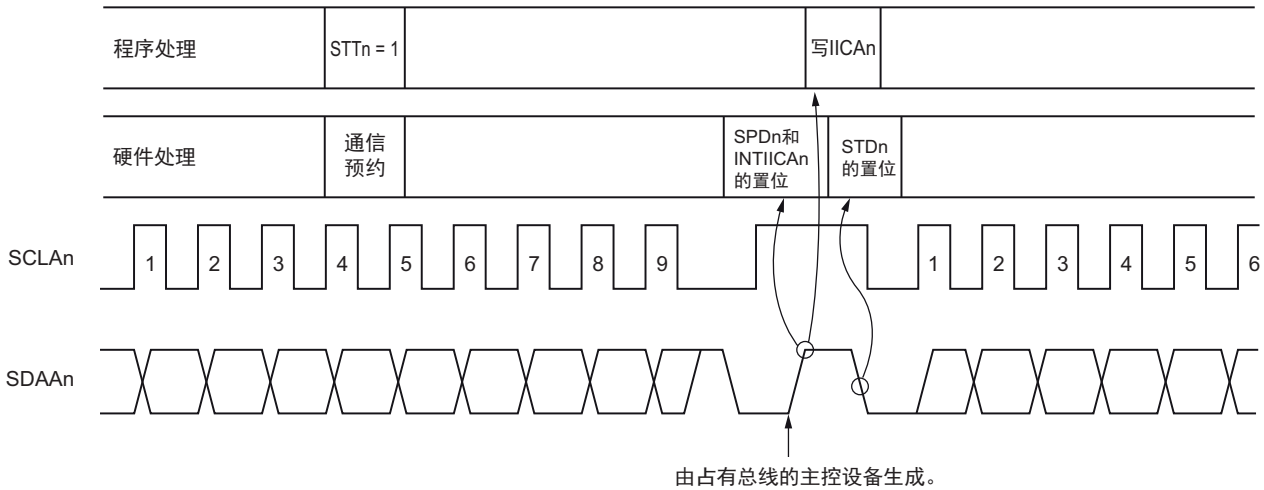 程序处理
STTn = 1
写IICAn
硬件处理
通信
预约
SPDn和
INTIICAn
的置位
STDn
的置位
SCLAn
1 2 3 4 5 6 7 8 9 1 2 3 4 5 6
SDAAn
由占有总线的主控设备生成。